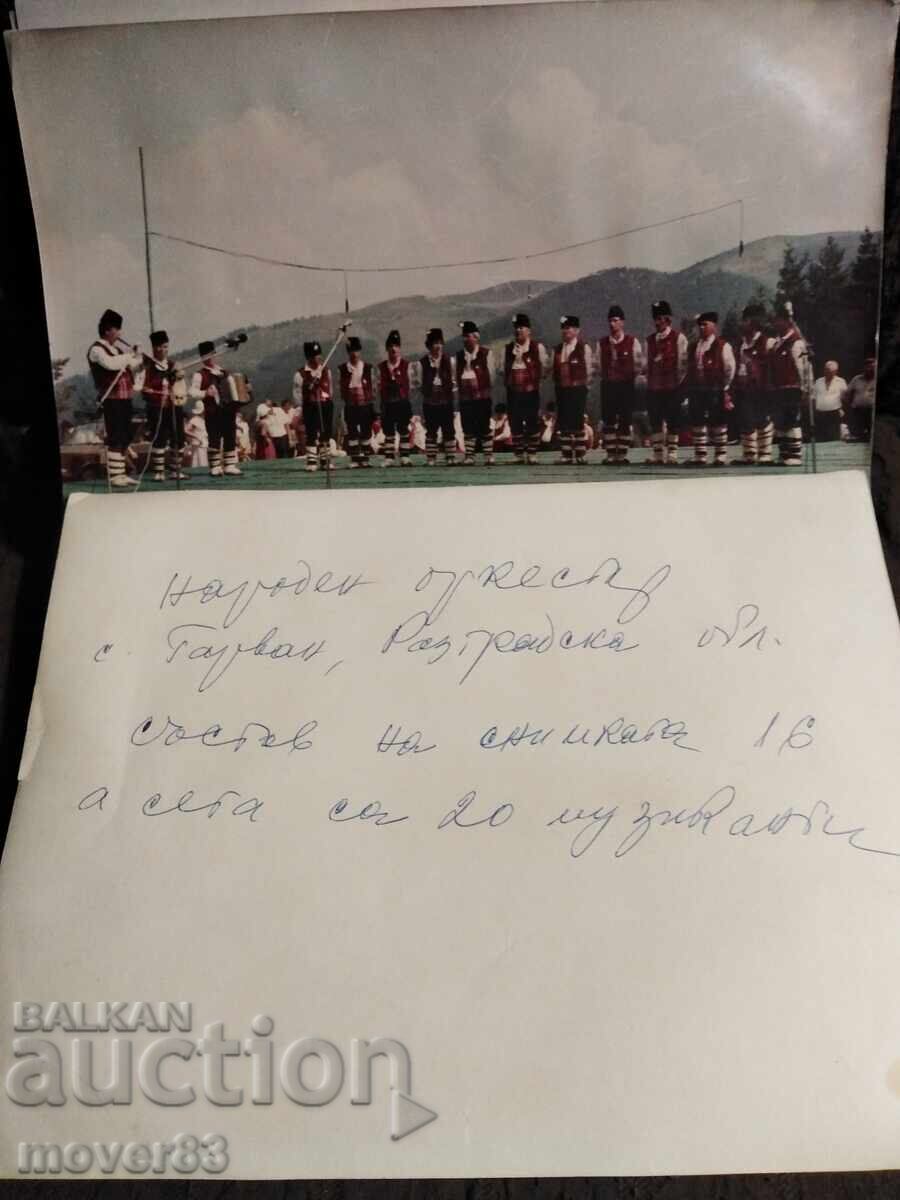 Народен оркестър
с. Гарван, Разградска обл.
състав на снимката 16
а сега са 20 музиканти
BALKAN
auction
mover83